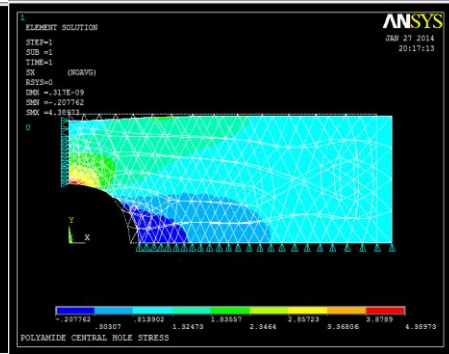 1
ELEMENT SOLUTION
ANSYS
STEP=1
SUB =1
TIME=1
SX (NOAVG)
RSYS=0
DMX =.317E-09
SMN =-.207762
SMX =4.38973
JAN 27 2014
20:17:13
U
Y
X
-.207762 .813902 1.83557 2.85723 3.8789
.30307 1.32473 2.3464 3.36806 4.38973
POLYAMIDE CENTRAL HOLE STRESS